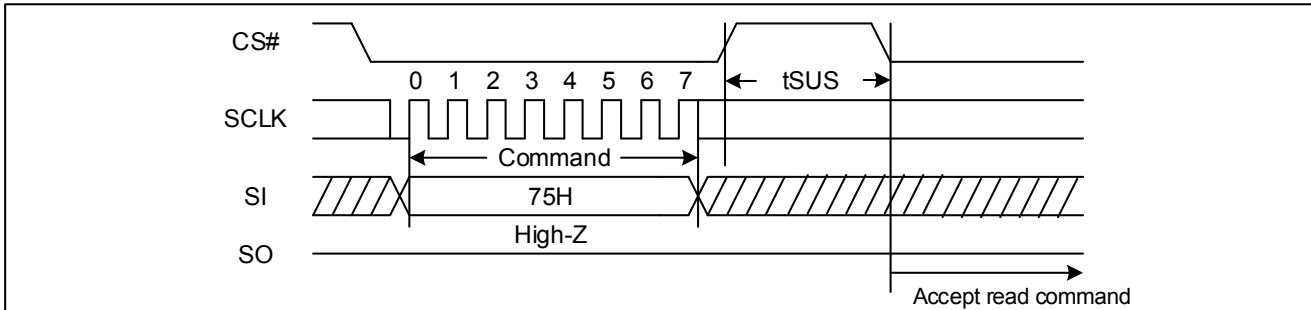 CS#
0 1 2 3 4 5 6 7
tSUS
SCLK
Command
SI
75H
High-Z
SO
Accept read command